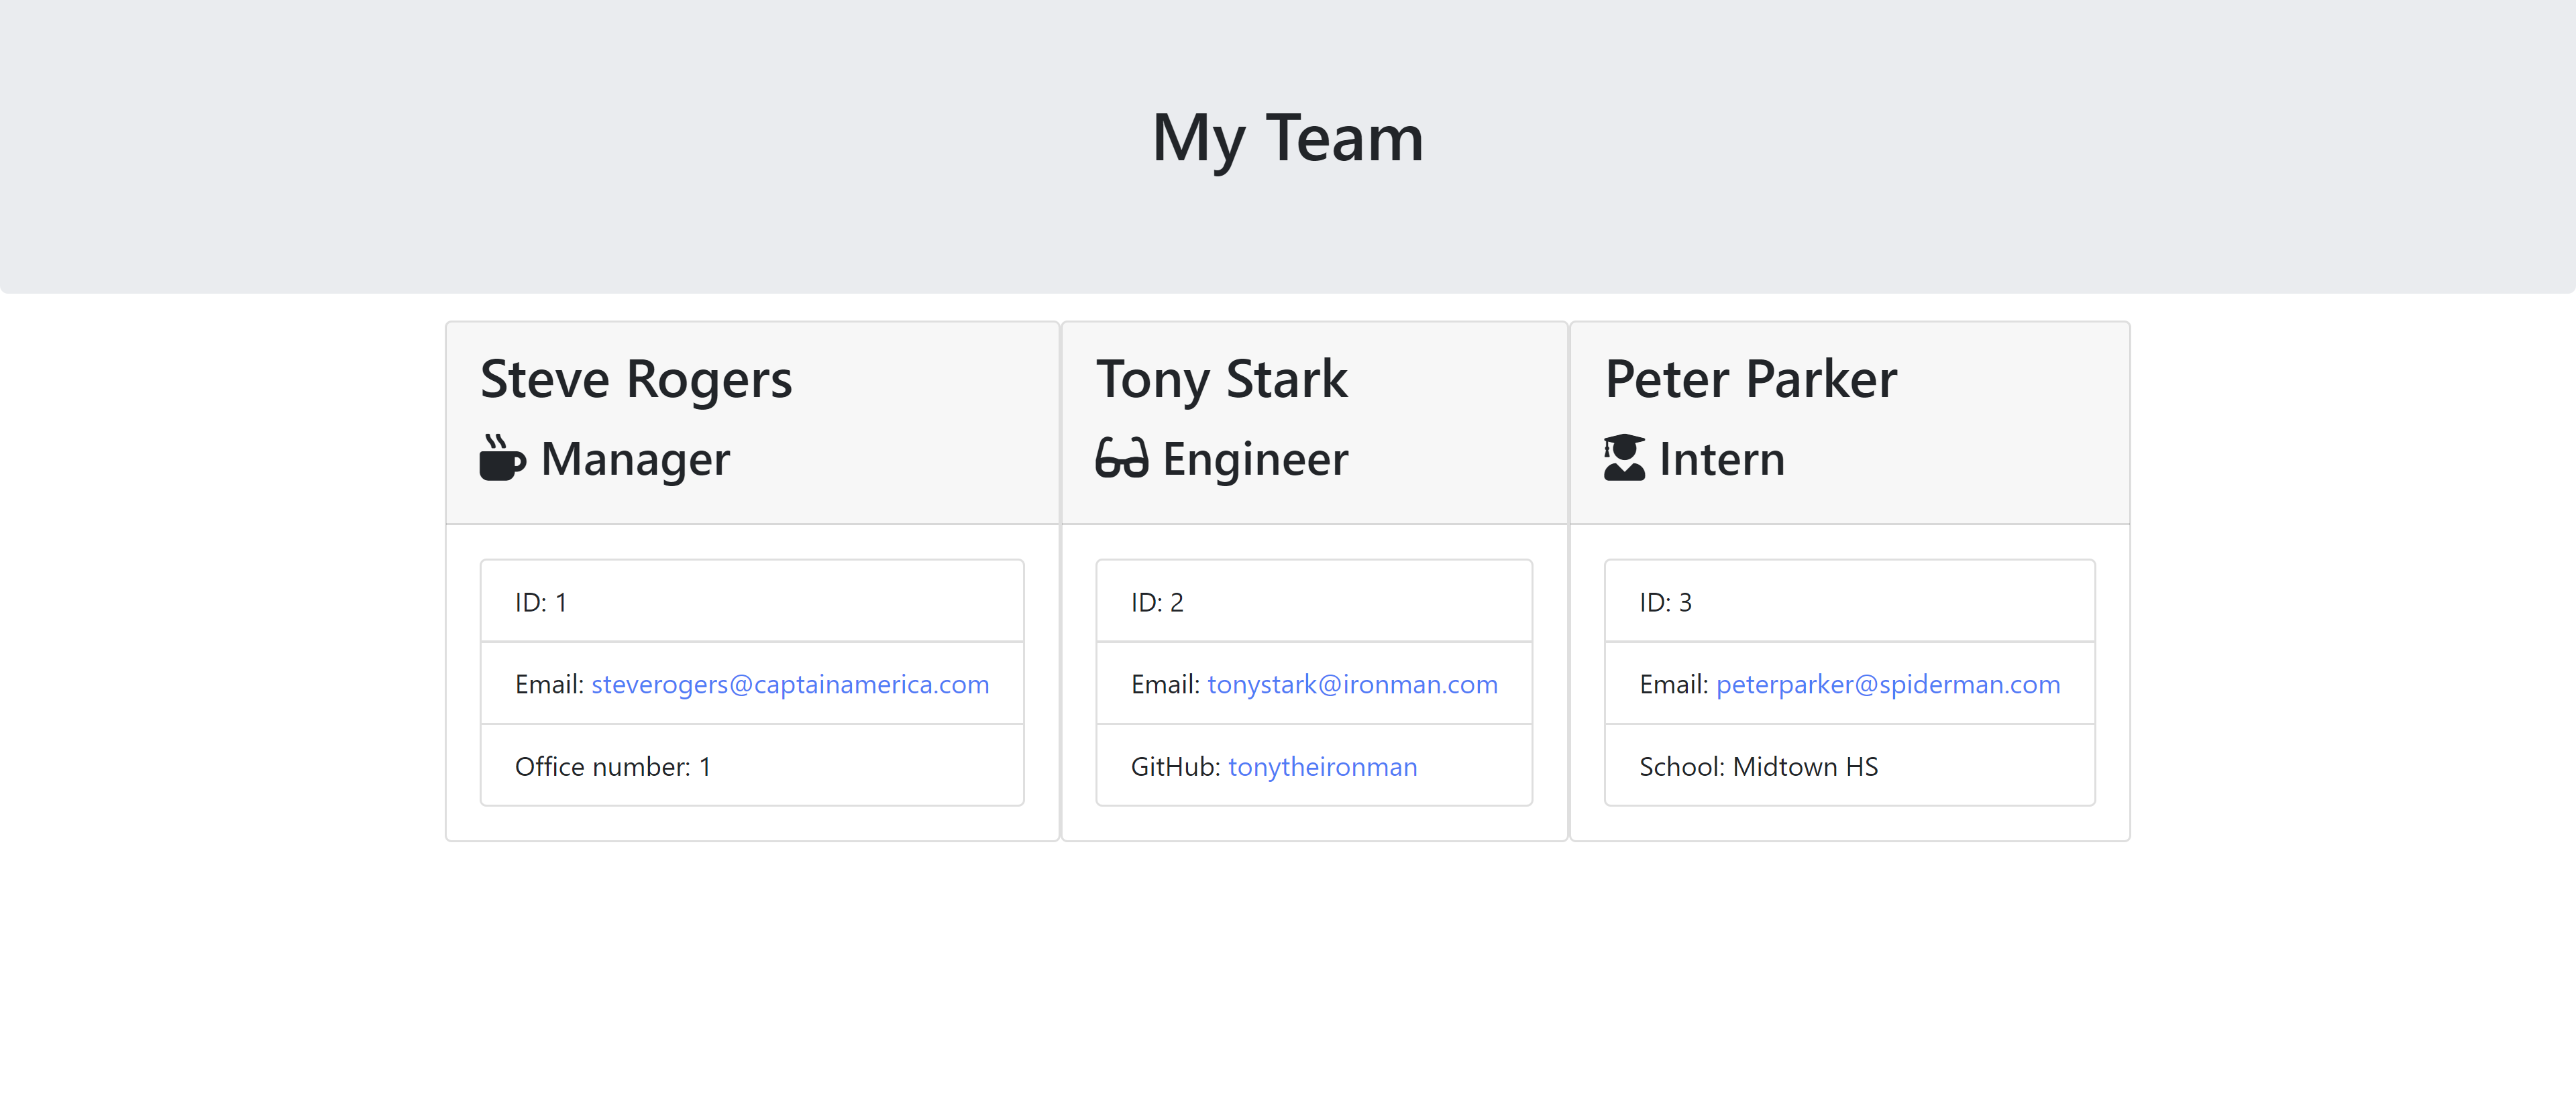 My Team
Steve Rogers
Manager
ID: 1
Email: steverogers@captainamerica.com
Office number: 1
Tony Stark
Engineer
ID: 2
Email: tonystark@ironman.com
GitHub: tonytheironman
Peter Parker
Intern
ID: 3
Email: peterparker@spiderman.com
School: Midtown HS